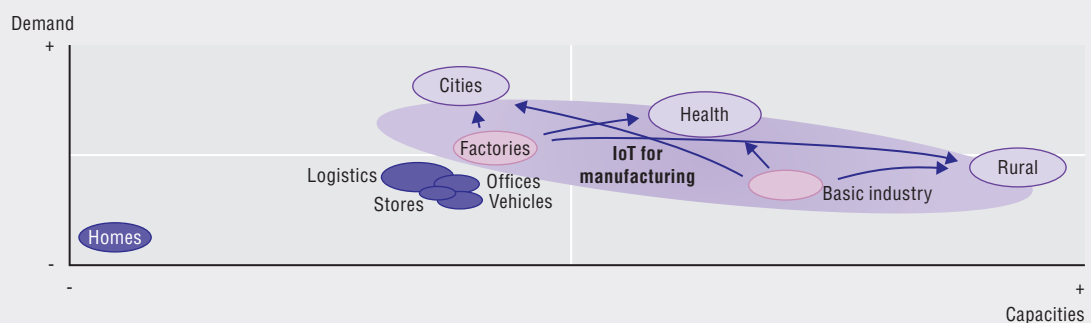 Demand
+
Cities
Health
Factories
IoT for
manufacturing
Rural
Logistics
Offices
Basic industry
Stores
Vehicles
Homes
-
-
+
Capacities